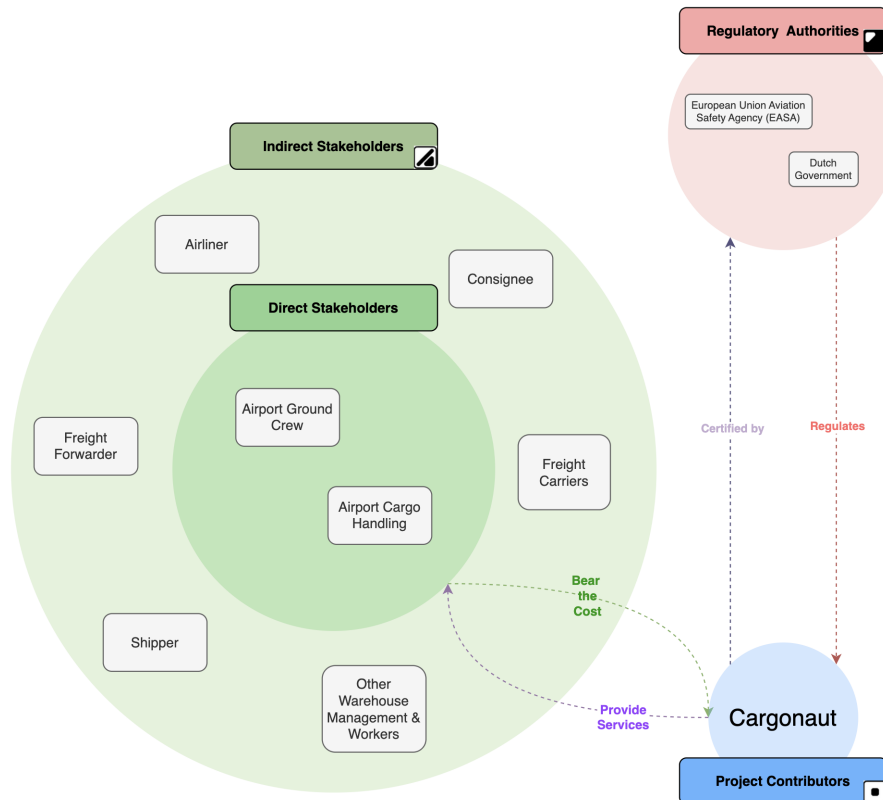 Regulatory  Authorities
European Union Aviation
Safety Agency (EASA)
Dutch
Government
Indirect Stakeholders
Airliner
Consignee
Direct Stakeholders
Airport Ground
Crew
Freight
Forwarder
Freight
Carriers
Airport Cargo
Handling
Certified by
Regulates
Bear
the
Cost
Shipper
Other
Warehouse
Management &
Workers
Provide
Services
Cargonaut
Project Contributors